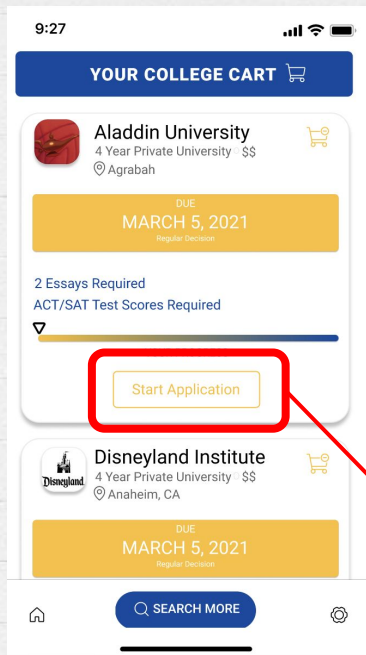 9:27
YOUR COLLEGE CART
Aladdin University
4 Year Private University $$
Agrabah
DUE
MARCH 5, 2021
Regular Decision
2 Essays Required
ACT/SAT Test Scores Required
Start Application
Disneyland
Disneyland Institute
4 Year Private University $$
Anaheim, CA
DUE
MARCH 5, 2021
Regular Decision
SEARCH MORE